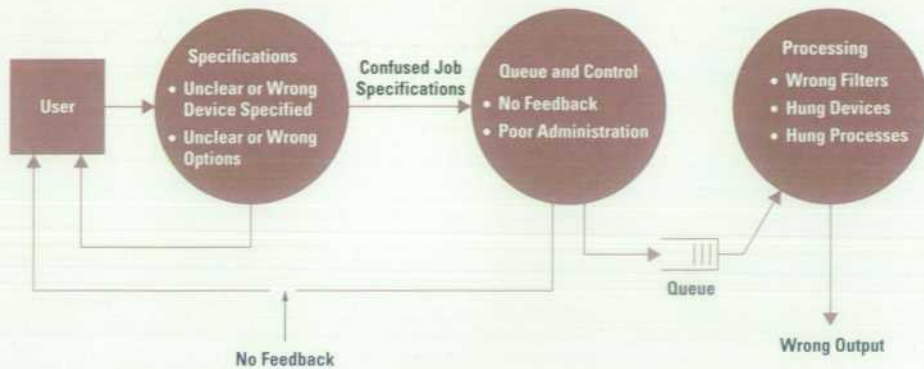 User
Specifications
• Unclear or Wrong
Device Specified
• Unclear or Wrong
Options
Confused Job
Specifications
Queue and Control
• No Feedback
• Poor Administration
Processing
• Wrong Filters
• Hung Devices
• Hung Processes
Queue
No Feedback
Wrong Output